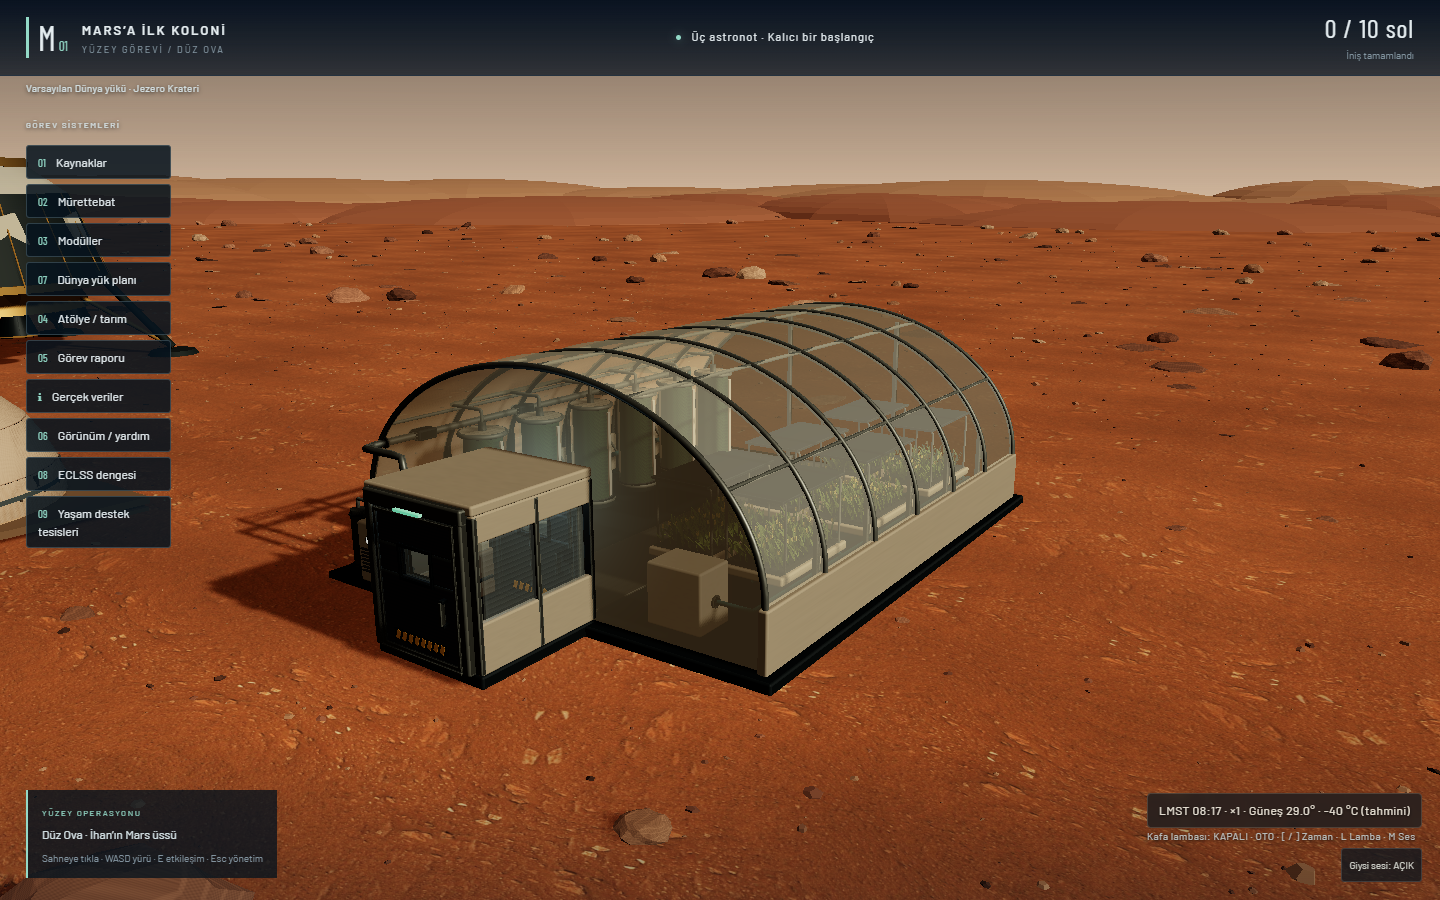 M 01
MARS'A İLK KOLONİ
YÜZEY GÖREVİ / DÜZ OVA
Üç astronot · Kalıcı bir başlangıç
0 / 10 sol
İniş tamamlandı
Varsayılan Dünya yükü · Jezero Krateri
GÖREV SİSTEMLERİ
01 Kaynaklar
02 Mürettebat
03 Modüller
07 Dünya yük planı
04 Atölye / tarım
05 Görev raporu
i Gerçek veriler
06 Görünüm / yardım
08 ECLSS dengesi
09 Yaşam destek
tesisleri
YÜZEY OPERASYONU
Düz Ova · İhan'ın Mars üssü
Sahneye tıkla · WASD yürü · E etkileşim · Esc yönetim
LMST 08:17 · ×1 · Güneş 29.0° · -40 °C (tahmini)
Kafa lambası: KAPALI · OTO · [ / ] Zaman · L Lamba · M Ses
Giysi sesi: AÇIK